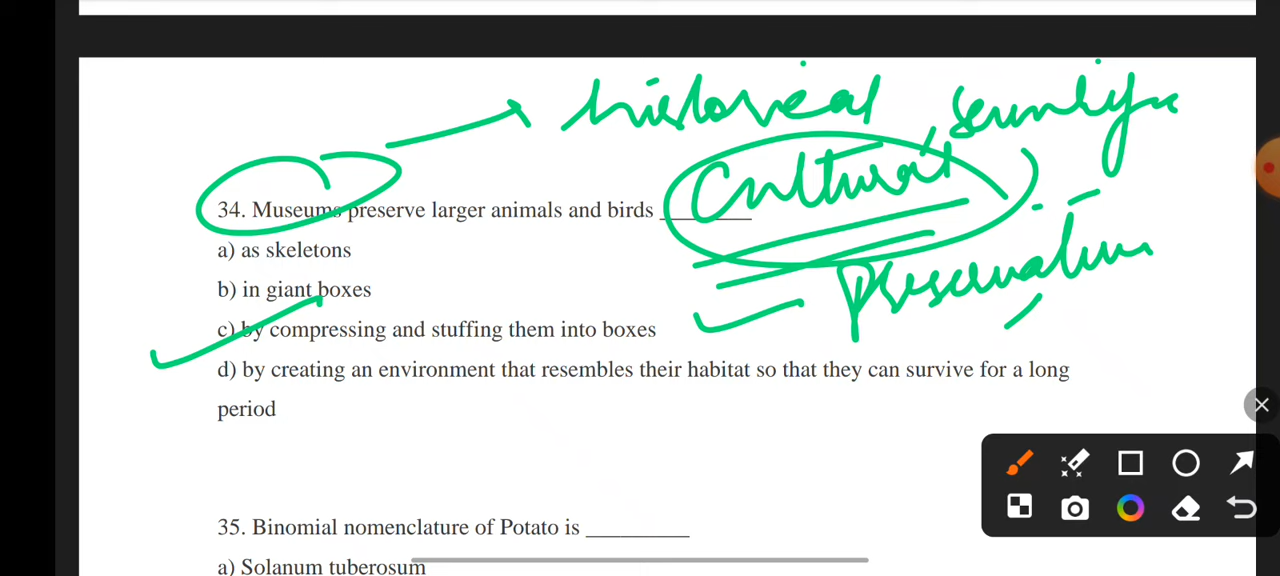 historical, Scientific
Cultural
34. Museums preserve larger animals and birds ________
Preservation
a) as skeletons
b) in giant boxes
c) by compressing and stuffing them into boxes
d) by creating an environment that resembles their habitat so that they can survive for a long
period
35. Binomial nomenclature of Potato is _________
a) Solanum tuberosum